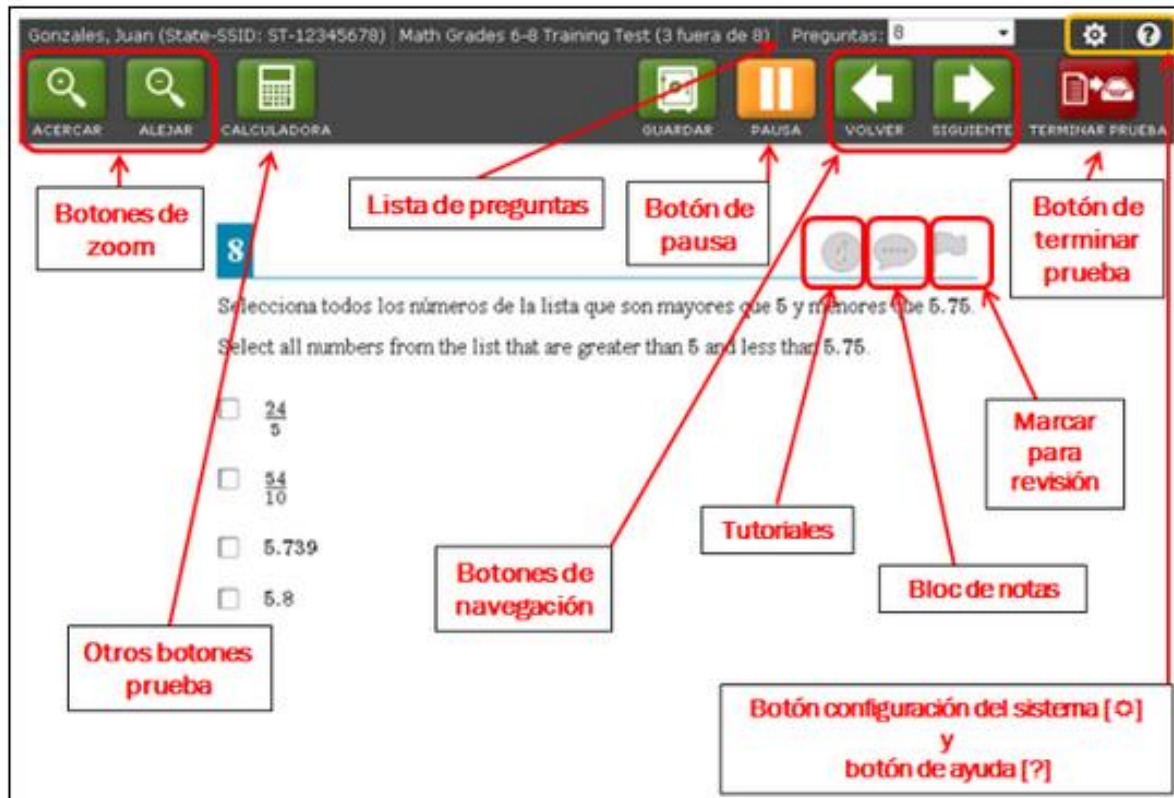 Gonzales, Juan (State-SSID: ST-12345678) Math Grades 6-8 Training Test (3 fuera de 8) Preguntas: 8
ACERCAR ALEJAR CALCULADORA GUARDAR PAUSA VOLVER SIGUIENTE TERMINAR PRUEBA
Botones de
zoom
Lista de preguntas
Botón de
pausa
Botón de
terminar
prueba
8
Selecciona todos los números de la lista que son mayores que 5 y menores que 5.75.
Select all numbers from the list that are greater than 5 and less than 5.75.
24
5
54
10
5.739
5.8
Marcar
para
revisión
Tutoriales
Bloc de notas
Botones de
navegación
Otros botones
prueba
Botón configuración del sistema [⚙]
y
botón de ayuda [?]